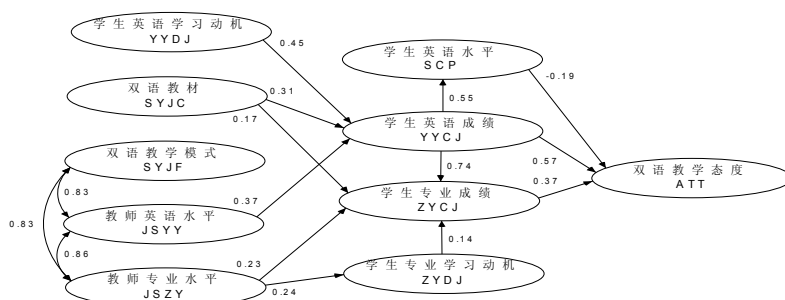 学生英语学习动机
YYDJ
0.45
学生英语水平
SCP
-0.19
双语教材
SYJC
0.31
0.17
0.55
学生英语成绩
YYCJ
0.57
双语教学模式
SYJF
0.74
0.37
双语教学态度
ATT
0.83
0.83
教师英语水平
JSYY
0.37
学生专业成绩
ZYCJ
0.86
0.23
0.14
教师专业水平
JSZY
0.24
学生专业学习动机
ZYDJ